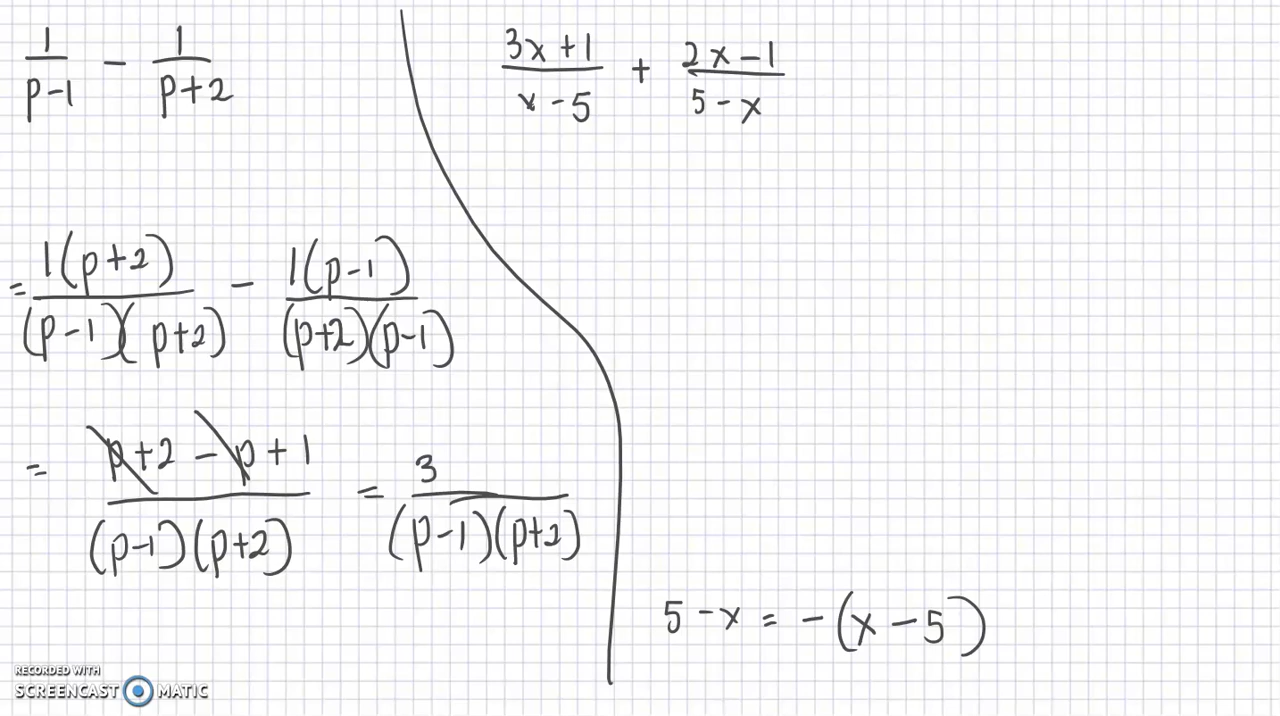 1/(p-1) - 1/(p+2)
= 1(p+2)/((p-1)(p+2)) - 1(p-1)/((p+2)(p-1))
= (p+2-p+1)/((p-1)(p+2)) = 3/((p-1)(p+2))
(3x+1)/(x-5) + (2x-1)/(5-x)
5-x = -(x-5)
RECORDED WITH
SCREENCAST MATIC